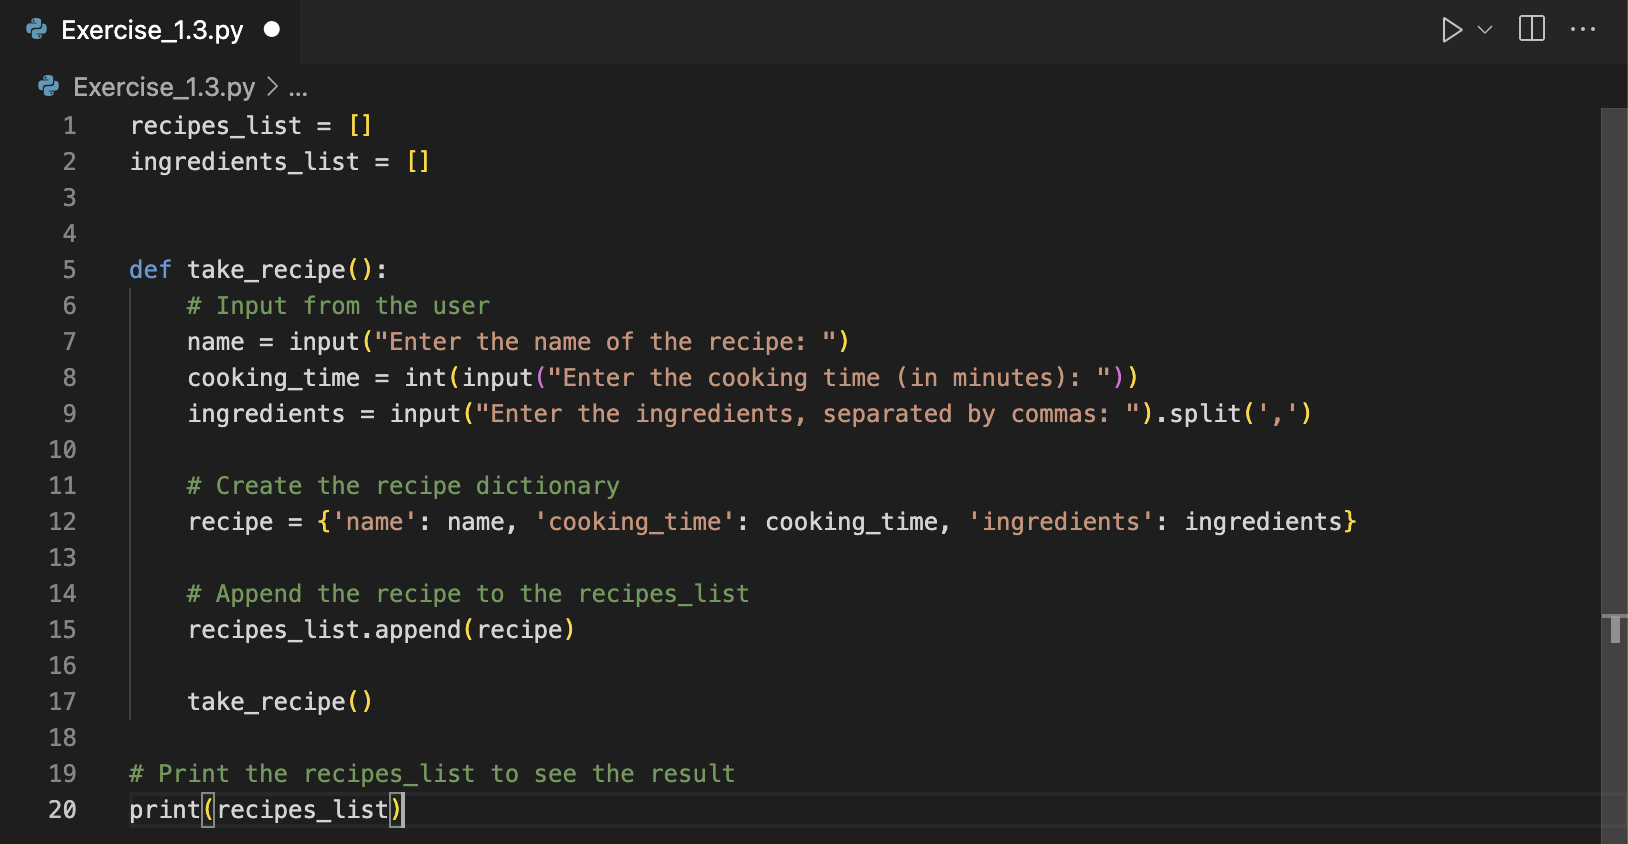 Exercise_1.3.py
Exercise_1.3.py > ...
1 recipes_list = []
2 ingredients_list = []
3
4
5 def take_recipe():
6     # Input from the user
7     name = input("Enter the name of the recipe: ")
8     cooking_time = int(input("Enter the cooking time (in minutes): "))
9     ingredients = input("Enter the ingredients, separated by commas: ").split(',')
10
11     # Create the recipe dictionary
12     recipe = {'name': name, 'cooking_time': cooking_time, 'ingredients': ingredients}
13
14     # Append the recipe to the recipes_list
15     recipes_list.append(recipe)
16
17     take_recipe()
18
19 # Print the recipes_list to see the result
20 print(recipes_list)